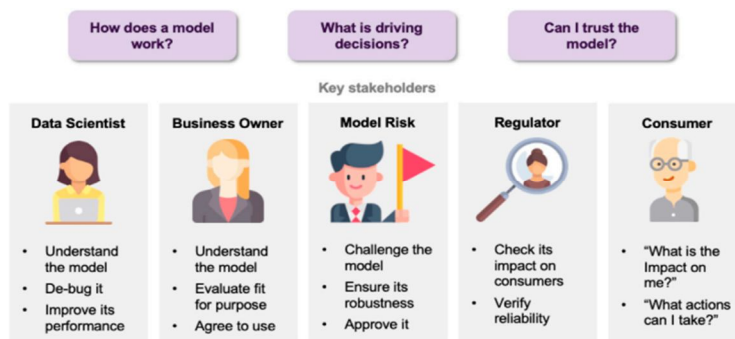 How does a model
work?
What is driving
decisions?
Can I trust the
model?
Key stakeholders
Data Scientist
• Understand
the model
• De-bug it
• Improve its
performance
Business Owner
• Understand
the model
• Evaluate fit
for purpose
• Agree to use
Model Risk
• Challenge the
model
• Ensure its
robustness
• Approve it
Regulator
• Check its
impact on
consumers
• Verify
reliability
Consumer
• “What is the
Impact on
me?”
• “What actions
can I take?”